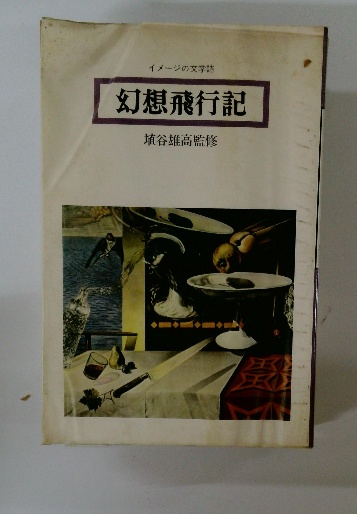 イメージの文学誌
幻想飛行記
埴谷雄高監修